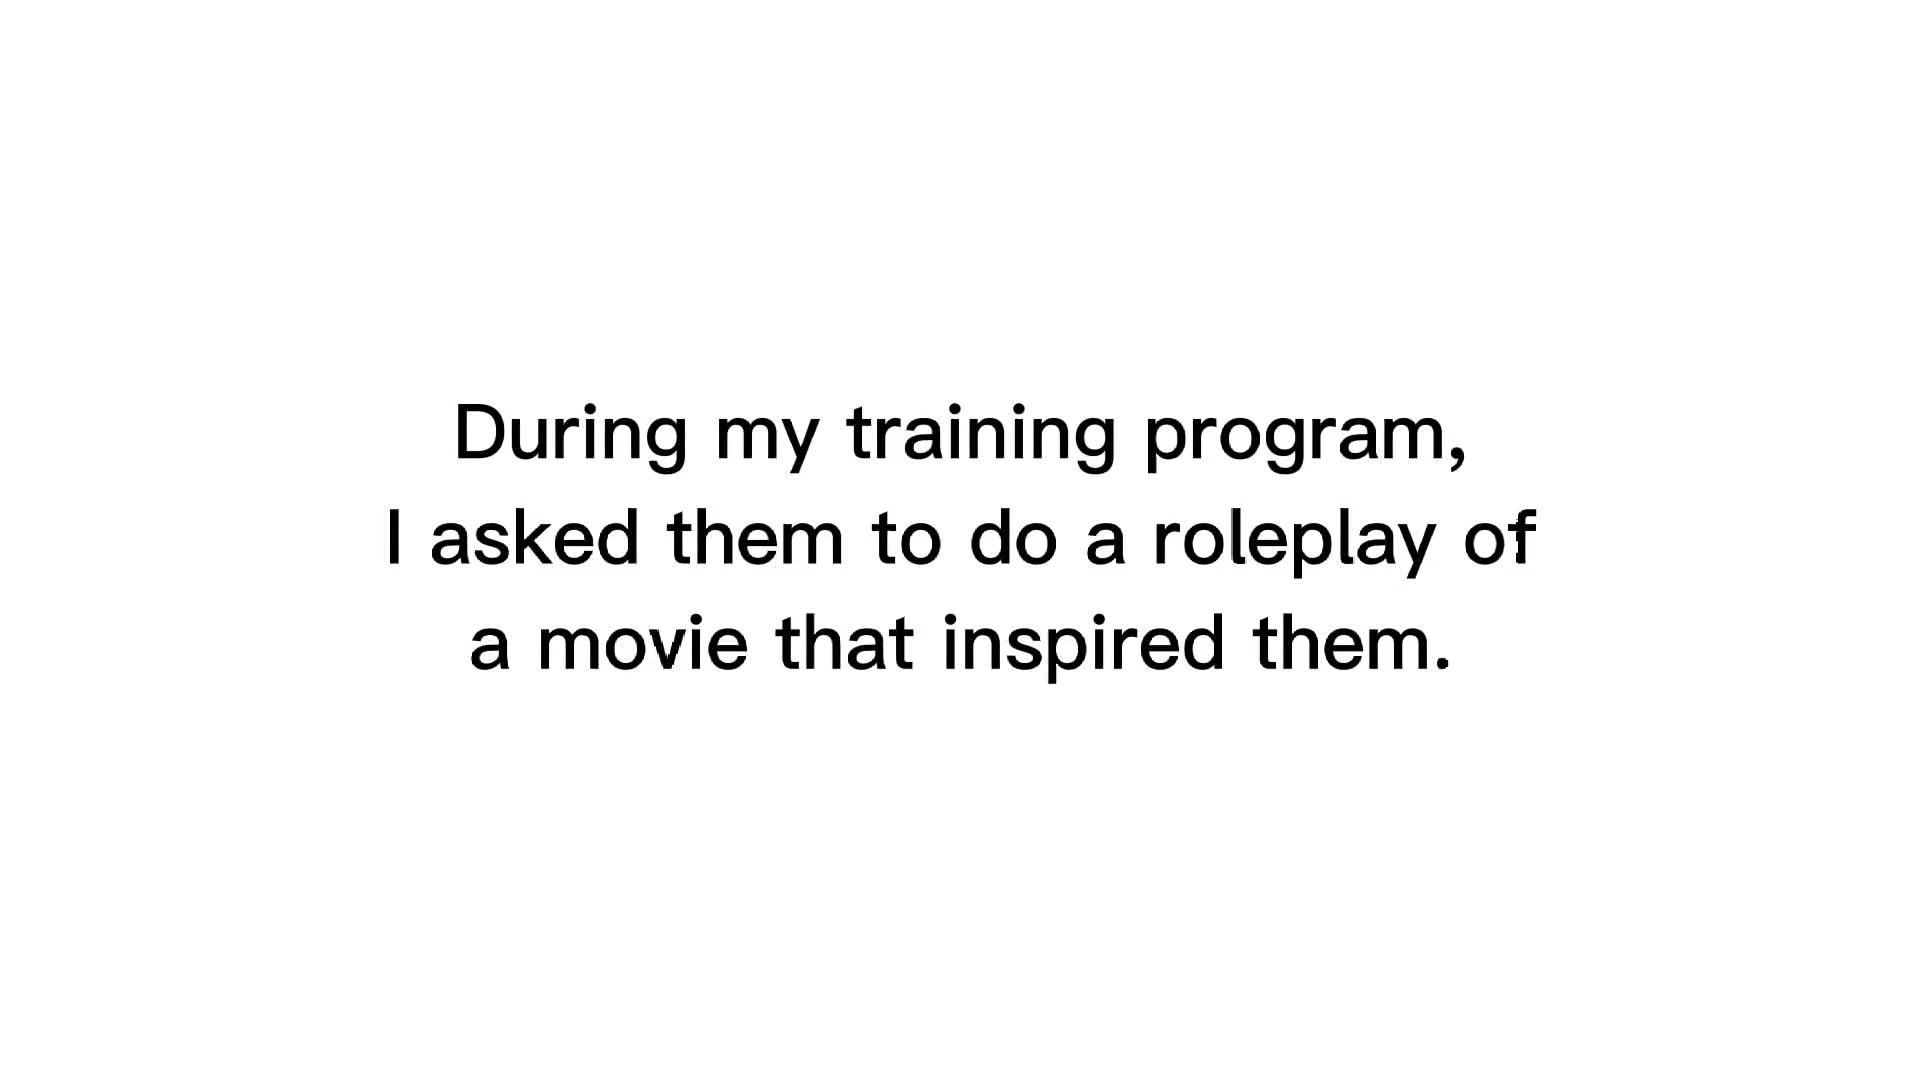 During my training program,
I asked them to do a roleplay of
a movie that inspired them.